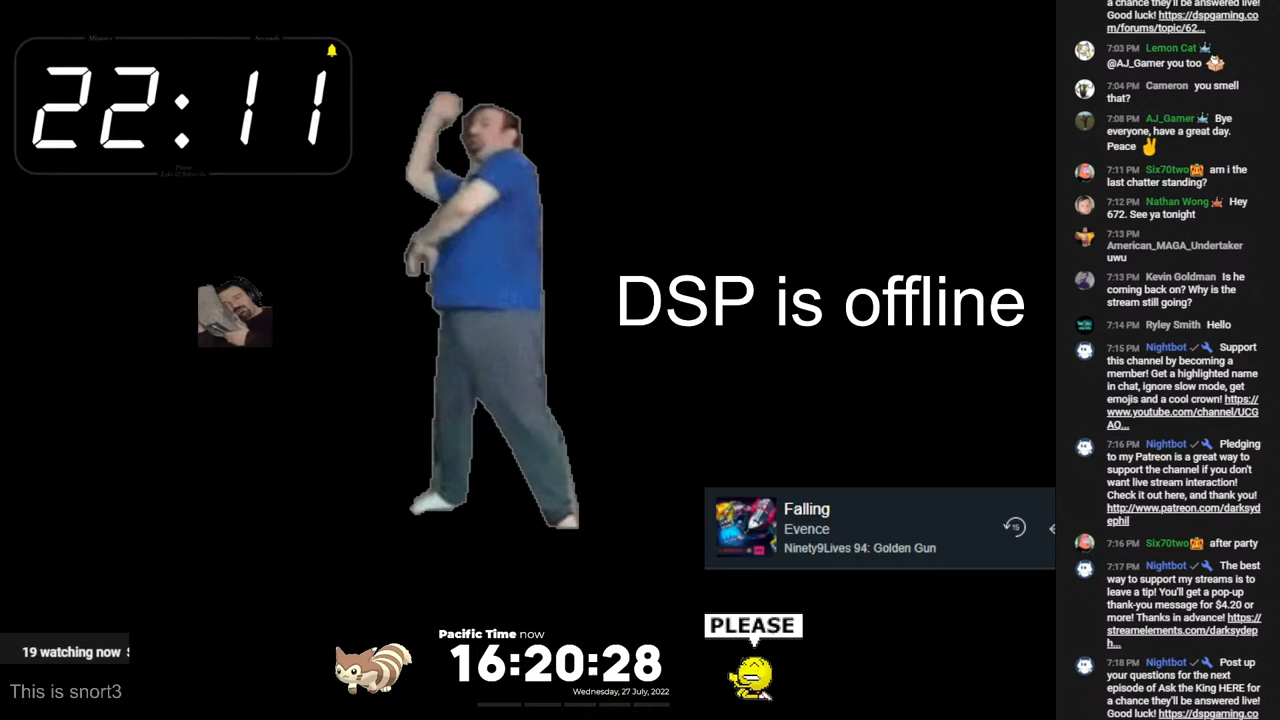 Minutes
Seconds
22:11
Please
Like & Subscribe
DSP is offline
Falling
Evence
Ninety9Lives 94: Golden Gun
15
PLEASE
Pacific Time now
16:20:28
Wednesday, 27 July, 2022
19 watching now
This is snort3
a chance they'll be answered live!
Good luck! https://dspgaming.co
m/forums/topic/62...
7:03 PM Lemon Cat
@AJ_Gamer you too
7:04 PM Cameron you smell
that?
7:08 PM AJ_Gamer Bye
everyone, have a great day.
Peace
7:11 PM Six70two am i the
last chatter standing?
7:12 PM Nathan Wong Hey
672. See ya tonight
7:13 PM
American_MAGA_Undertaker
uwu
7:13 PM Kevin Goldman Is he
coming back on? Why is the
stream still going?
7:14 PM Ryley Smith Hello
7:15 PM Nightbot Support
this channel by becoming a
member! Get a highlighted name
in chat, ignore slow mode, get
emojis and a cool crown! https://
www.youtube.com/channel/UCG
AO...
7:16 PM Nightbot Pledging
to my Patreon is a great way to
support the channel if you don't
want live stream interaction!
Check it out here, and thank you!
http://www.patreon.com/darksyd
ephil
7:16 PM Six70two after party
7:17 PM Nightbot The best
way to support my streams is to
leave a tip! You'll get a pop-up
thank-you message for $4.20 or
more! Thanks in advance! https://
streamelements.com/darksydep
h...
7:18 PM Nightbot Post up
your questions for the next
episode of Ask the King HERE for
a chance they'll be answered live!
Good luck! https://dspgaming.co